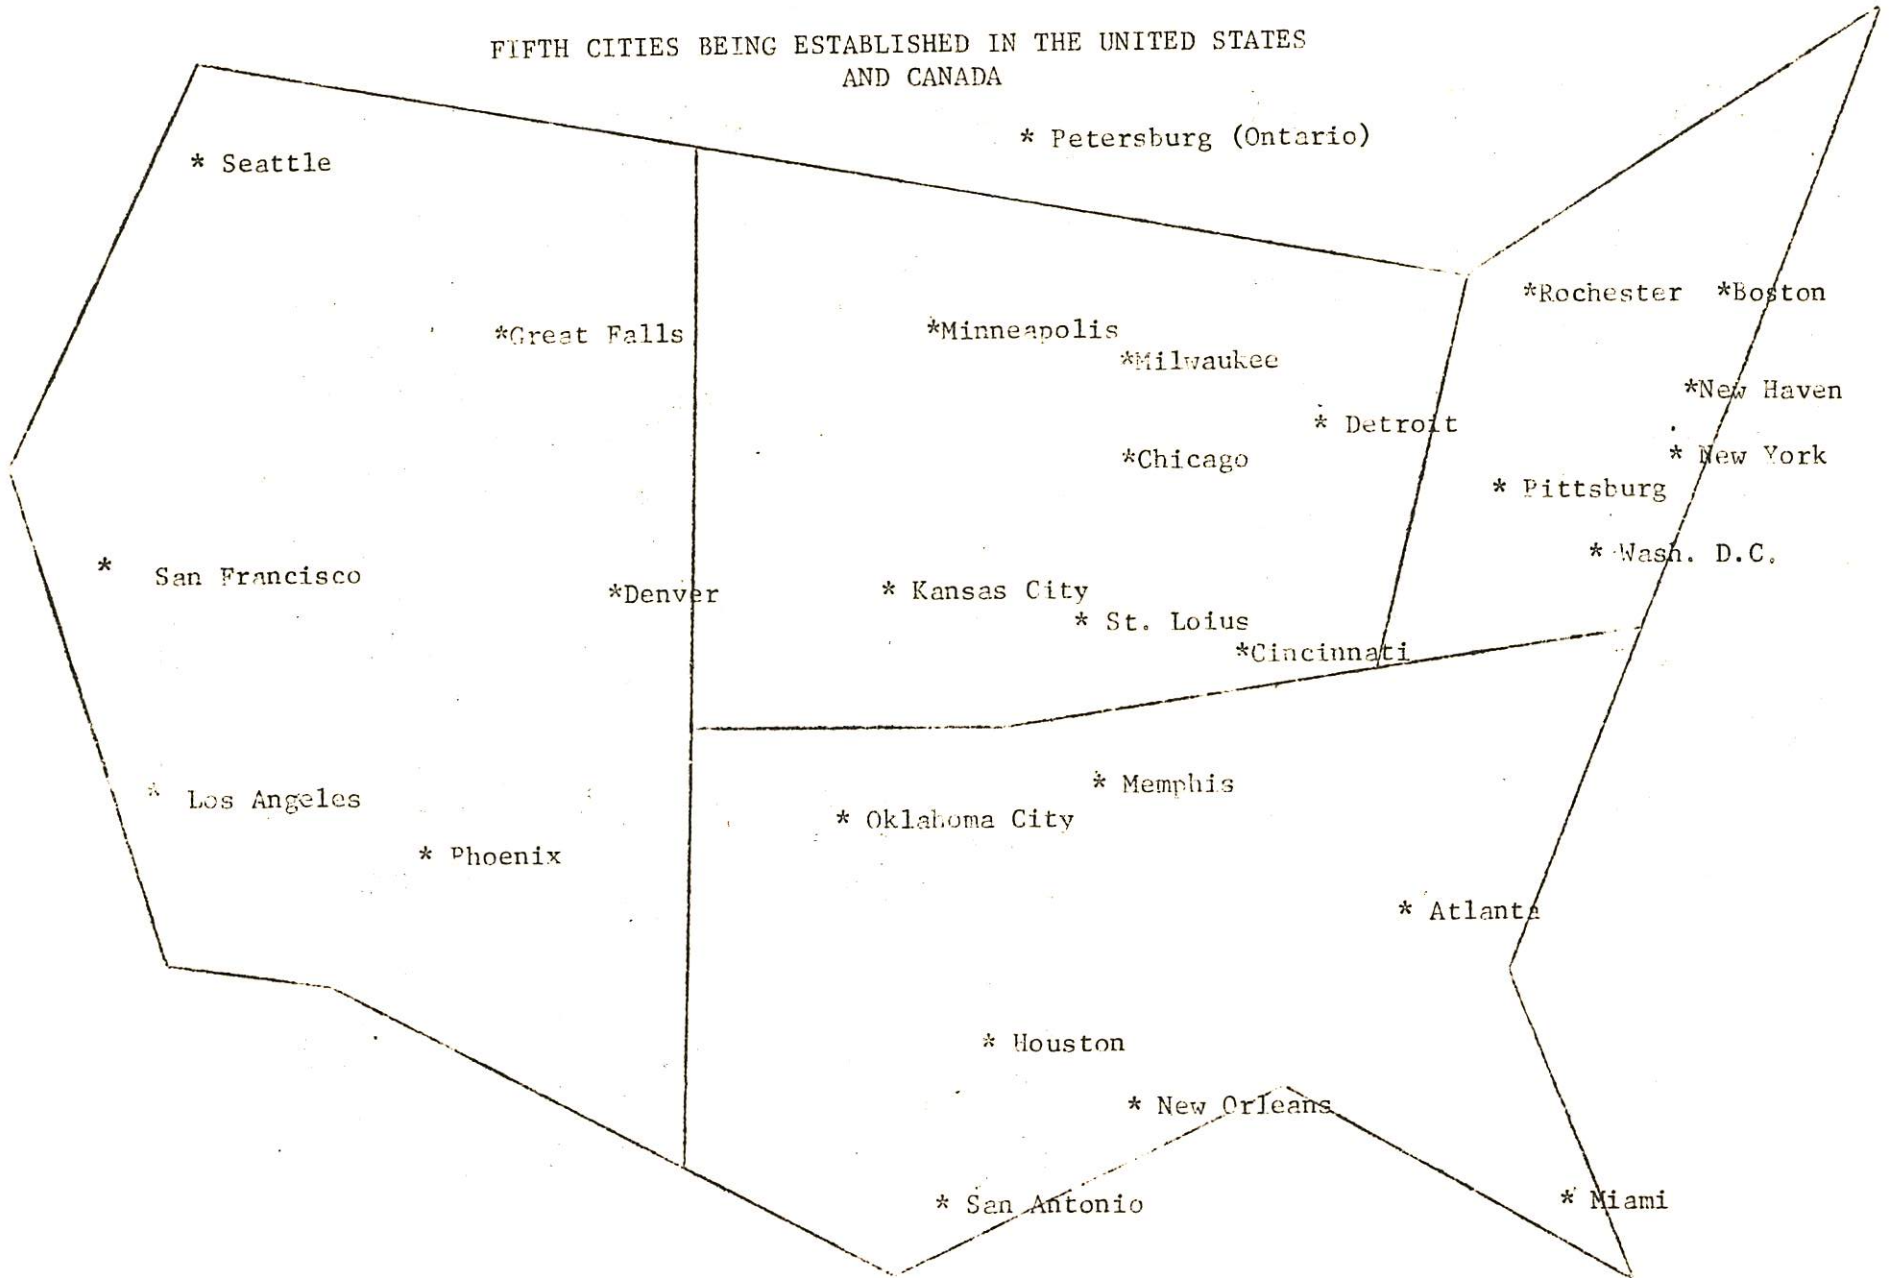 FIFTH CITIES BEING ESTABLISHED IN THE UNITED STATES
AND CANADA
* Petersburg (Ontario)
* Seattle
*Rochester *Boston
*Great Falls
*Minneapolis
*Milwaukee
*New Haven
* Detroit
*Chicago
* New York
* Pittsburg
* Wash. D.C.
* San Francisco
*Denver
* Kansas City
* St. Loius
*Cincinnati
* Los Angeles
* Memphis
* Oklahoma City
* Phoenix
* Atlanta
* Houston
* New Orleans
* San Antonio
* Miami